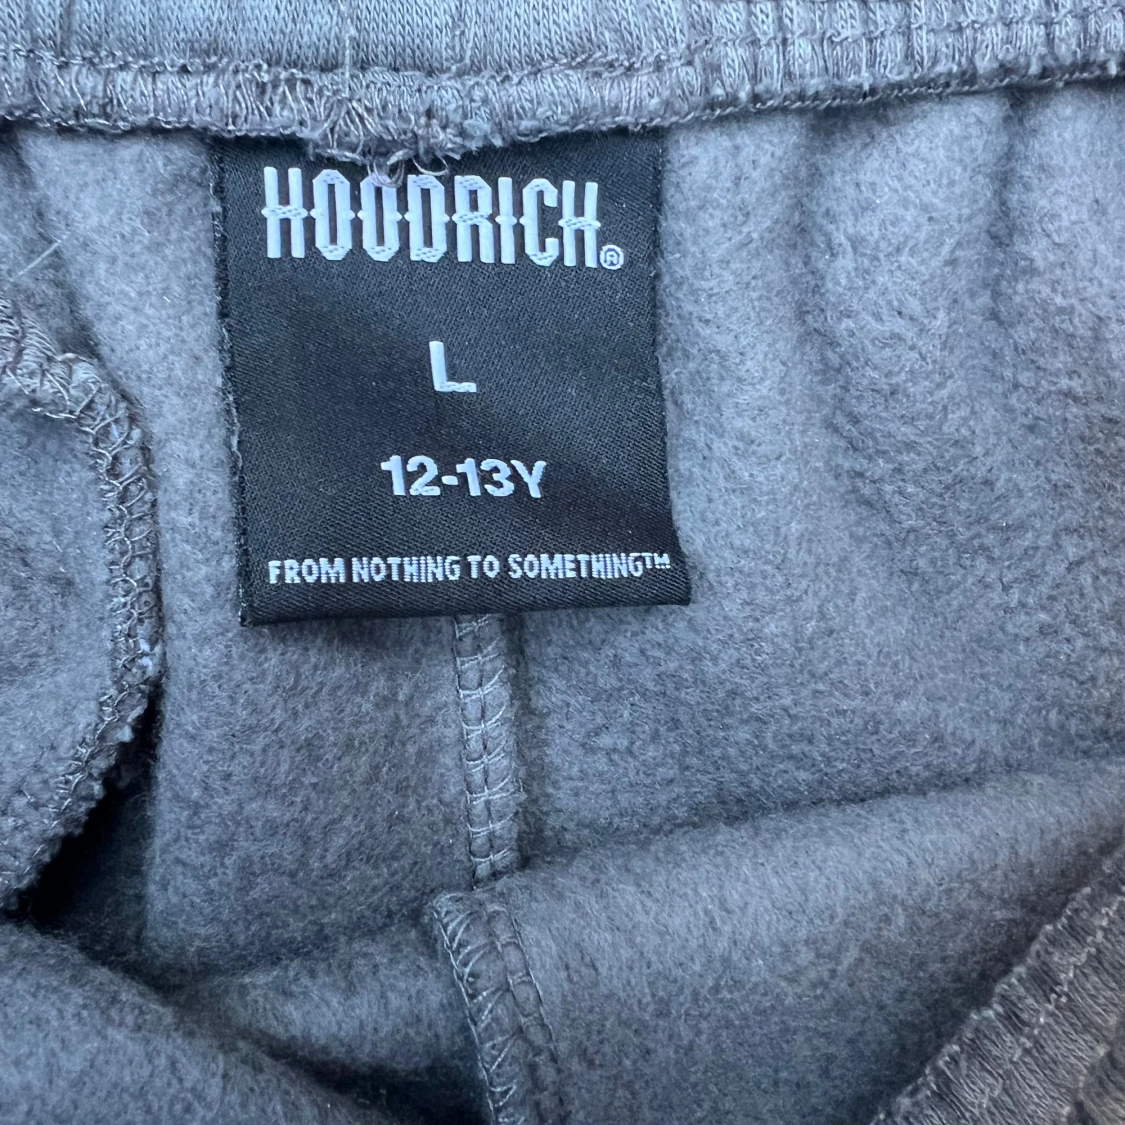 HOODRICH®
L
12-13Y
FROM NOTHING TO SOMETHING™